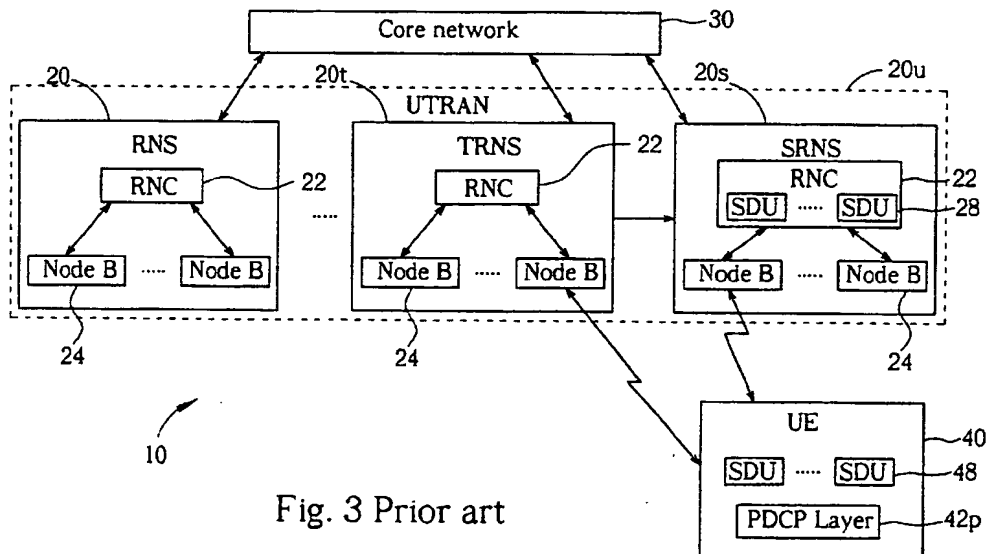 Core network 30
20 20t 20s 20u
UTRAN
RNS TRNS SRNS
RNC 22 RNC 22 RNC 22
SDU ..... SDU 28
.....
Node B ..... Node B Node B ..... Node B Node B ..... Node B
24 24 24
10
UE 40
SDU ..... SDU 48
PDCP Layer 42p
Fig. 3 Prior art